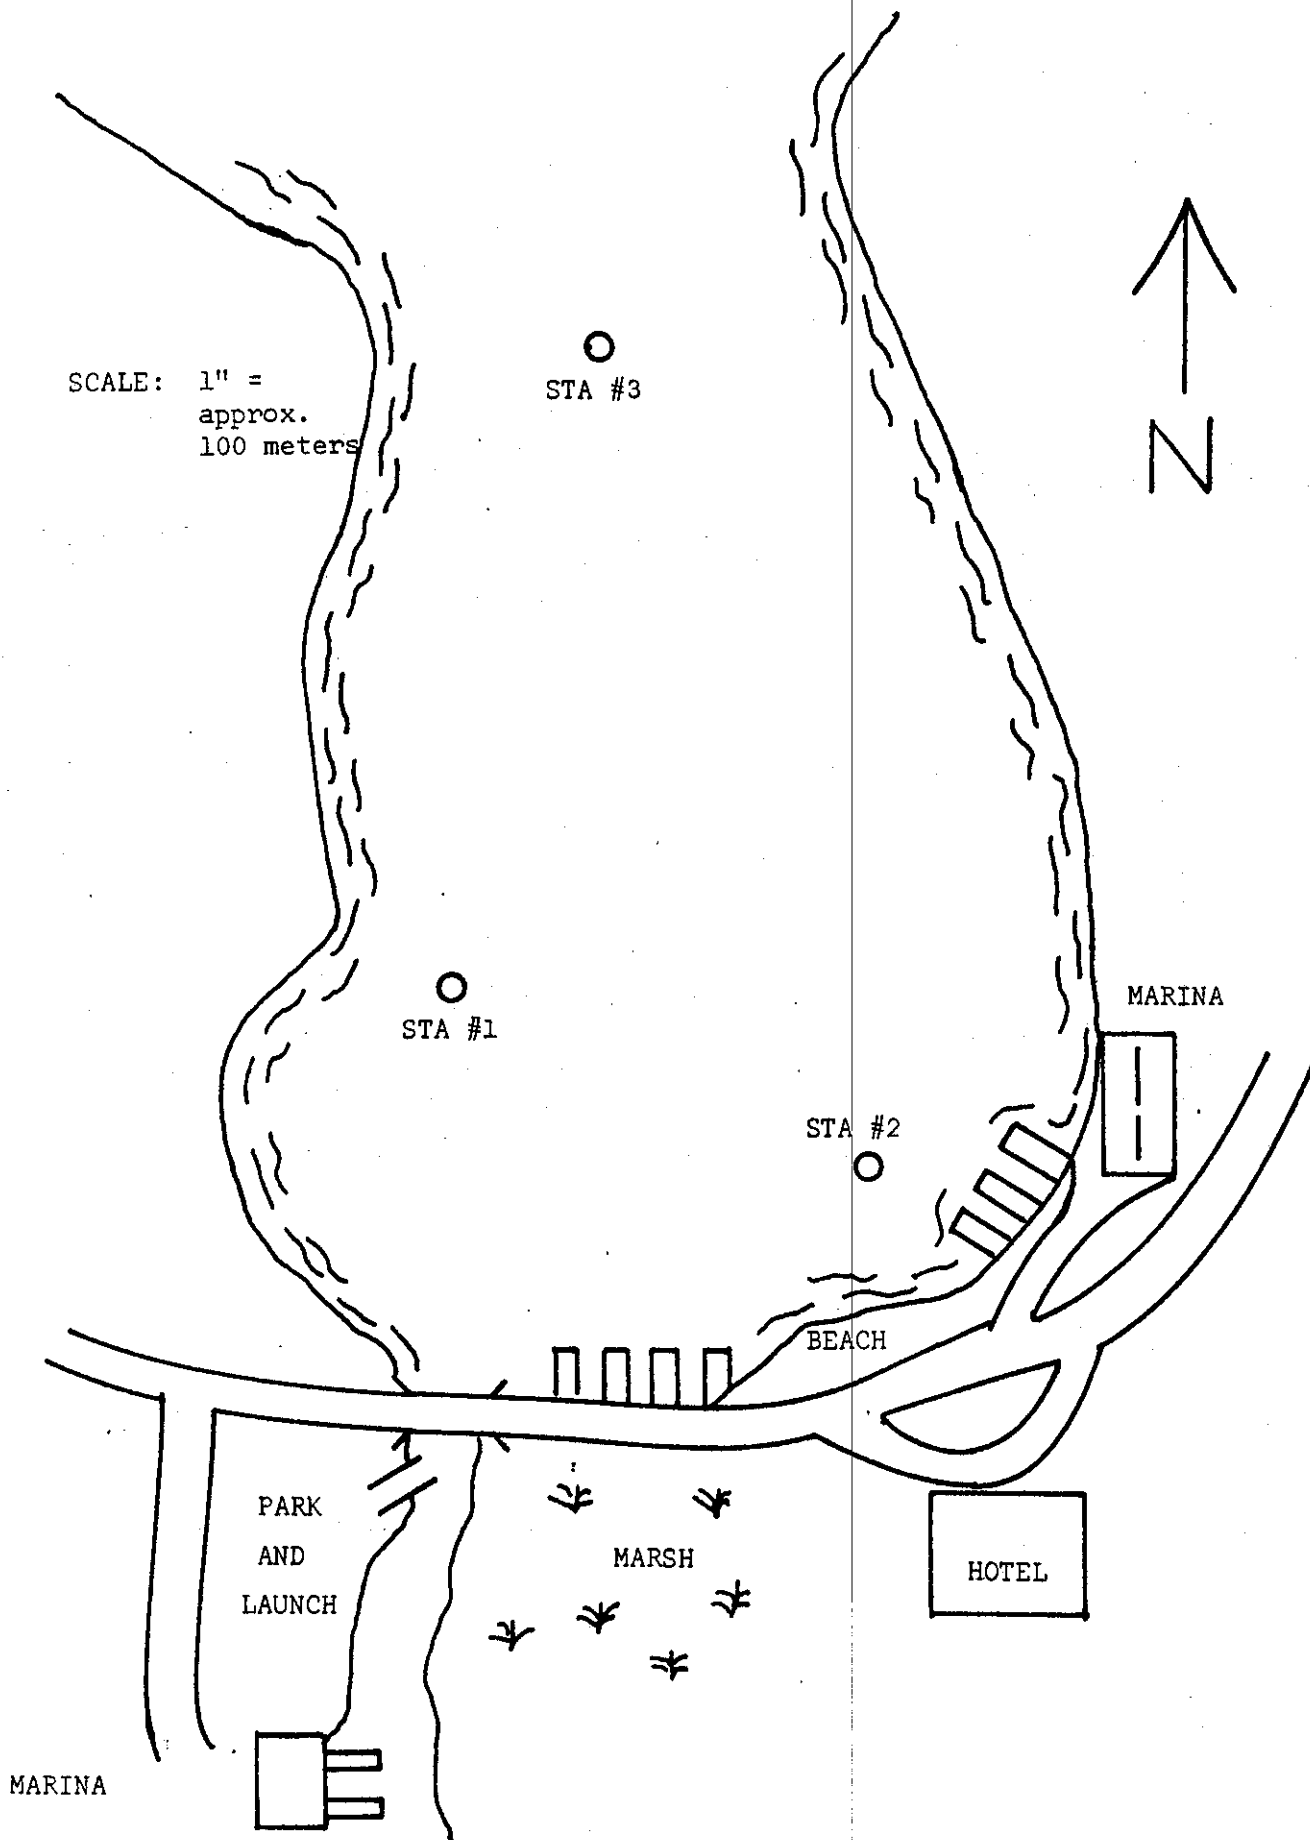 N
SCALE: 1" =
approx.
100 meters
STA #3
STA #1
MARINA
STA #2
BEACH
PARK
AND
LAUNCH
MARSH
HOTEL
MARINA